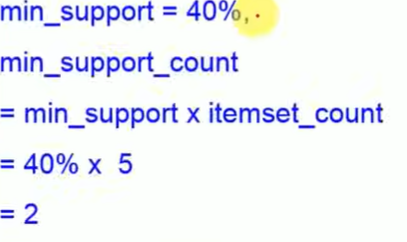 min_support = 40%,.
min_support_count
= min_support x itemset_count
= 40% x 5
= 2